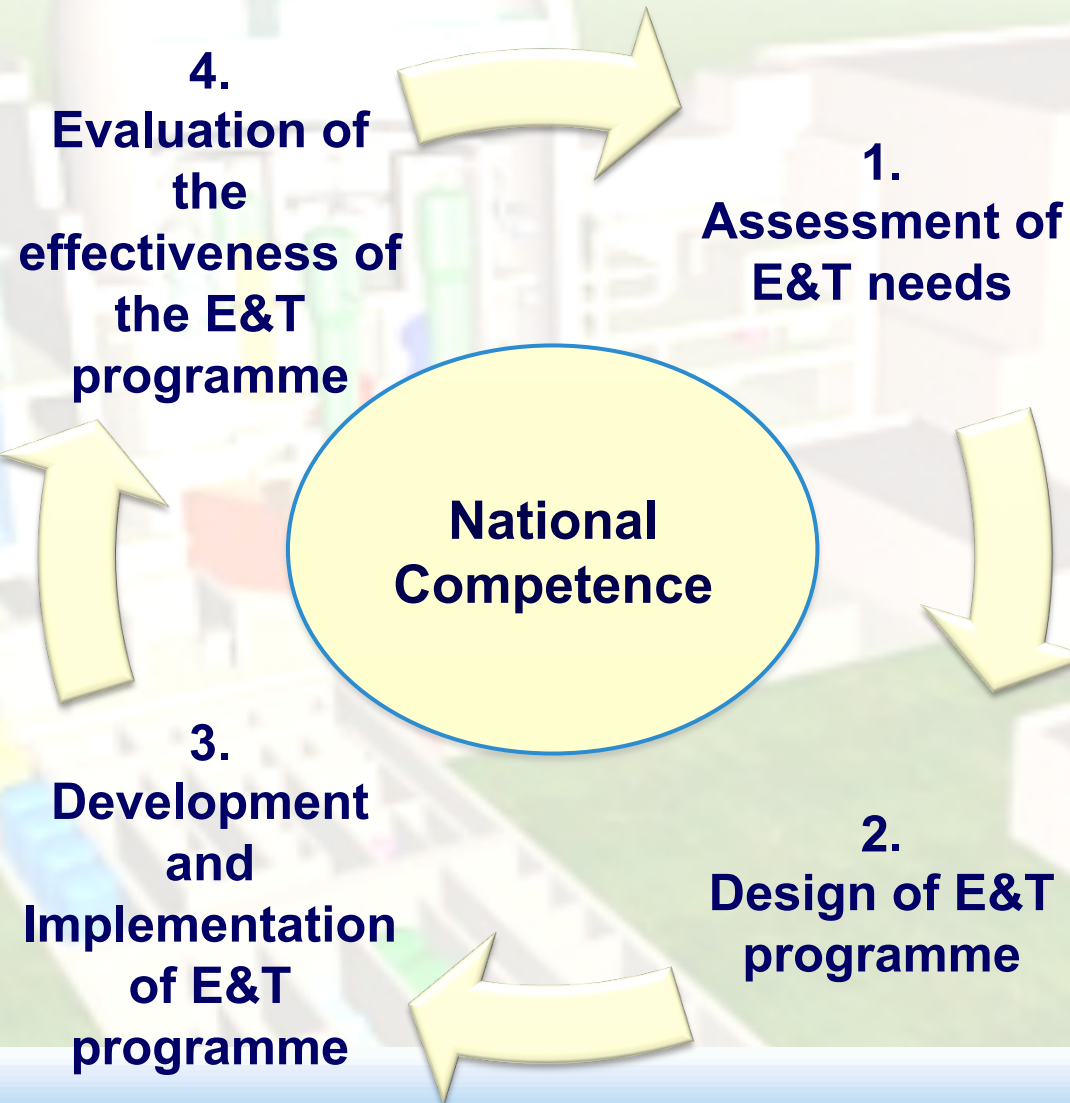 4.
Evaluation of
the
effectiveness of
the E&T
programme
1.
Assessment of
E&T needs
National
Competence
3.
Development
and
Implementation
of E&T
programme
2.
Design of E&T
programme